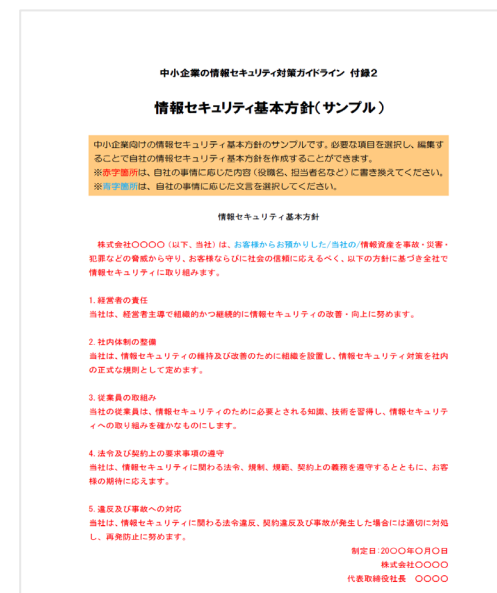 中小企業の情報セキュリティ対策ガイドライン 付録2
情報セキュリティ基本方針(サンプル)
中小企業向けの情報セキュリティ基本方針のサンプルです。必要な項目を選択し、編集す
ることで自社の情報セキュリティ基本方針を作成することができます。
※赤字箇所は、自社の事情に応じた内容(役職名、担当者名など)に書き換えてください。
※青字箇所は、自社の事情に応じた文言を選択してください。
情報セキュリティ基本方針
株式会社○○○○(以下、当社)は、お客様からお預かりした/当社の/情報資産を事故・災害・
犯罪などの脅威から守り、お客様ならびに社会の信頼に応えるべく、以下の方針に基づき全社で
情報セキュリティに取り組みます。
1.経営者の責任
当社は、経営者主導で組織的かつ継続的に情報セキュリティの改善・向上に努めます。
2.社内体制の整備
当社は、情報セキュリティの維持及び改善のために組織を設置し、情報セキュリティ対策を社内
の正式な規則として定めます。
3.従業員の取組み
当社の従業員は、情報セキュリティのために必要とされる知識、技術を習得し、情報セキュリテ
ィへの取り組みを確かなものにします。
4.法令及び契約上の要求事項の遵守
当社は、情報セキュリティに関わる法令、規制、規範、契約上の義務を遵守するとともに、お客
様の期待に応えます。
5.違反及び事故への対応
当社は、情報セキュリティに関わる法令違反、契約違反及び事故が発生した場合には適切に対処
し、再発防止に努めます。
制定日:20○○年○月○日
株式会社○○○○
代表取締役社長 ○○○○